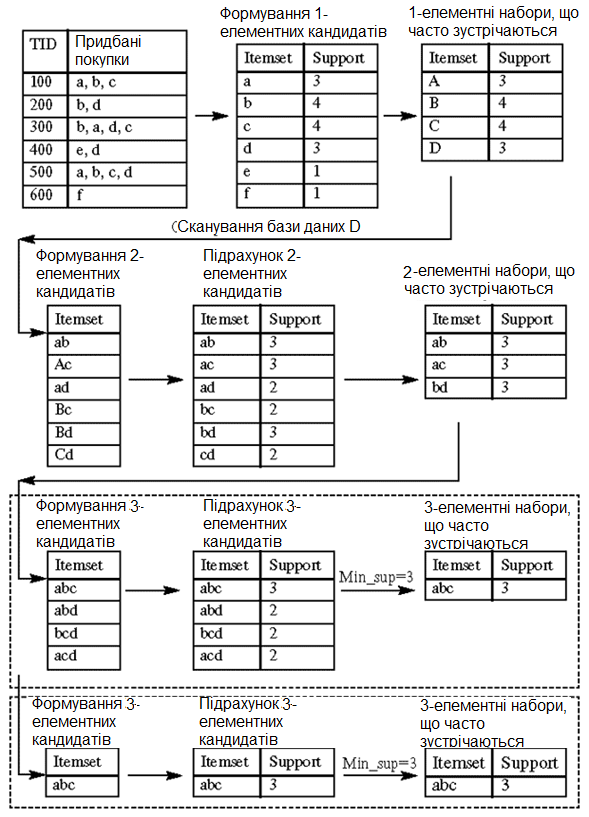 Формування 1-
елементних кандидатів
1-елементні набори, що
часто зустрічаються
TID Придбані
покупки
100 a, b, c
200 b, d
300 b, a, d, c
400 e, d
500 a, b, c, d
600 f
Itemset Support
a 3
b 4
c 4
d 3
e 1
f 1
Itemset Support
A 3
B 4
C 4
D 3
(Сканування бази даних D
Формування 2-
елементних
кандидатів
Підрахунок 2-
елементних
кандидатів
2-елементні набори, що
часто зустрічаються
Itemset
ab
Ac
ad
Bc
Bd
Cd
Itemset Support
ab 3
ac 3
ad 2
bc 2
bd 3
cd 2
Itemset Support
ab 3
ac 3
bd 3
Формування 3-
елементних
кандидатів
Підрахунок 3-
елементних
кандидатів
3-елементні набори,
що часто
зустрічаються
Itemset
abc
abd
bcd
acd
Itemset Support
abc 3
abd 2
bcd 2
acd 2
Min_sup=3
Itemset Support
abc 3
Формування 3-
елементних
кандидатів
Підрахунок 3-
елементних
кандидатів
3-елементні набори,
що часто
зустрічаються
Itemset
abc
Itemset Support
abc 3
Min_sup=3
Itemset Support
abc 3